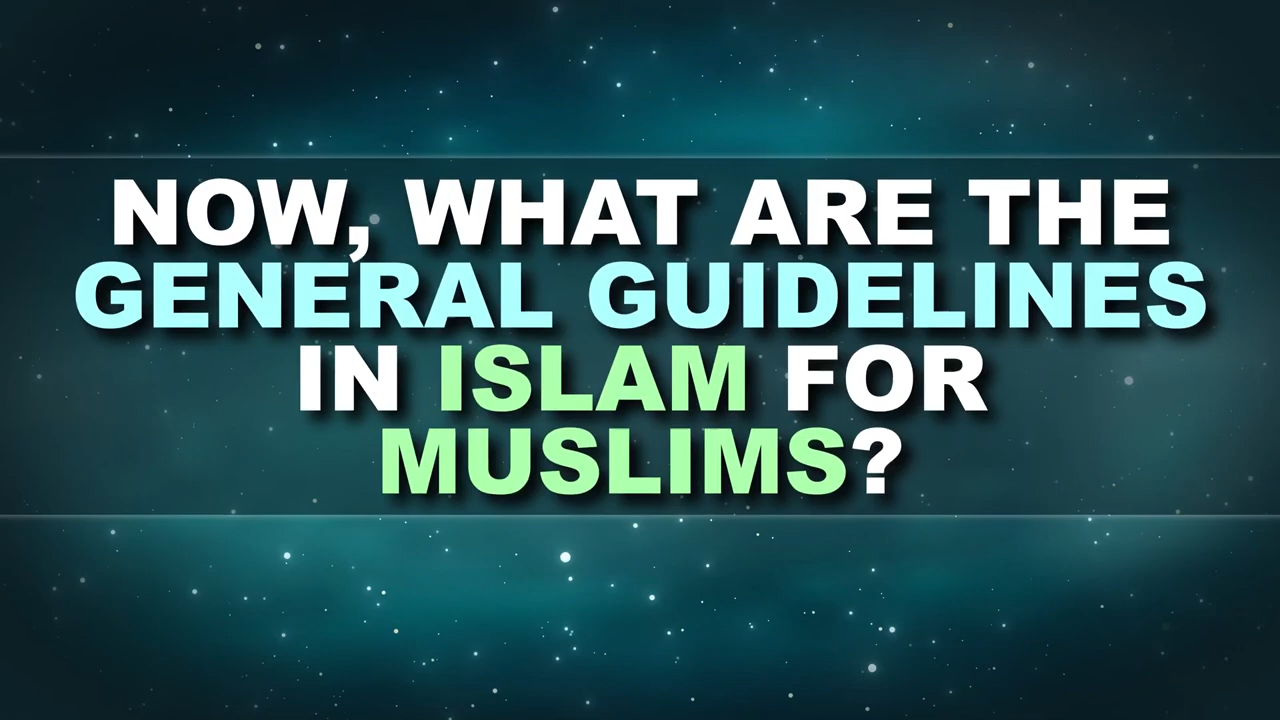 NOW, WHAT ARE THE
GENERAL GUIDELINES
IN ISLAM FOR
MUSLIMS?